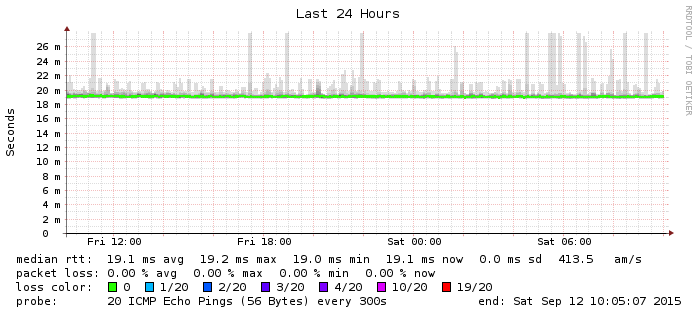 Last 24 Hours
RRDTOOL / TOBI OETIKER
Seconds
26 m
24 m
22 m
20 m
18 m
16 m
14 m
12 m
10 m
8 m
6 m
4 m
2 m
0
Fri 12:00 Fri 18:00 Sat 00:00 Sat 06:00
median rtt: 19.1 ms avg 19.2 ms max 19.0 ms min 19.1 ms now 0.0 ms sd 413.5 am/s
packet loss: 0.00 % avg 0.00 % max 0.00 % min 0.00 % now
loss color: 0 1/20 2/20 3/20 4/20 10/20 19/20
probe: 20 ICMP Echo Pings (56 Bytes) every 300s end: Sat Sep 12 10:05:07 2015